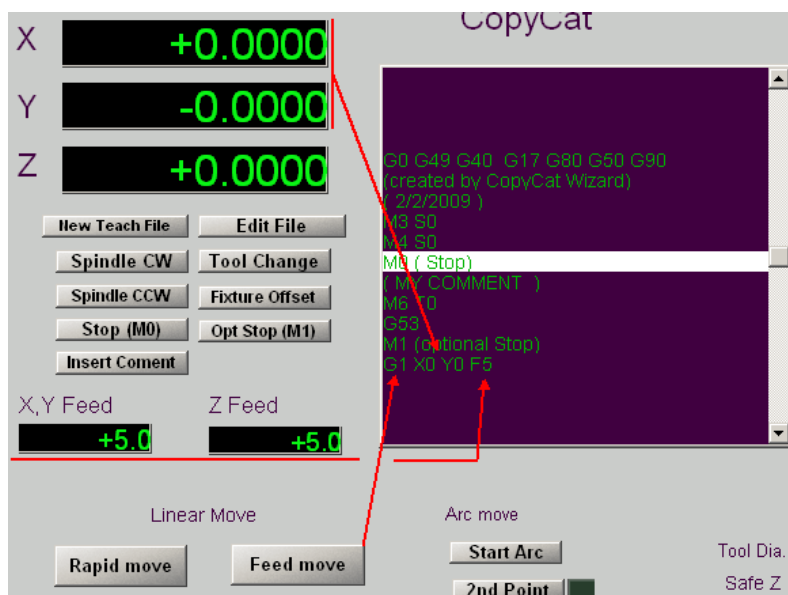 CopyCat
X +0.0000
Y -0.0000
Z +0.0000
New Teach File
Edit File
Spindle CW
Tool Change
Spindle CCW
Fixture Offset
Stop (M0)
Opt Stop (M1)
Insert Coment
G0 G49 G40 G17 G80 G50 G90
(created by CopyCat Wizard)
( 2/2/2009 )
M3 S0
M4 S0
M0 ( Stop)
( MY COMMENT )
M6 T0
G53
M1 (optional Stop)
G1 X0 Y0 F5
X,Y Feed
Z Feed
+5.0
+5.0
Linear Move
Arc move
Rapid move
Feed move
Start Arc
2nd Point
Tool Dia.
Safe Z